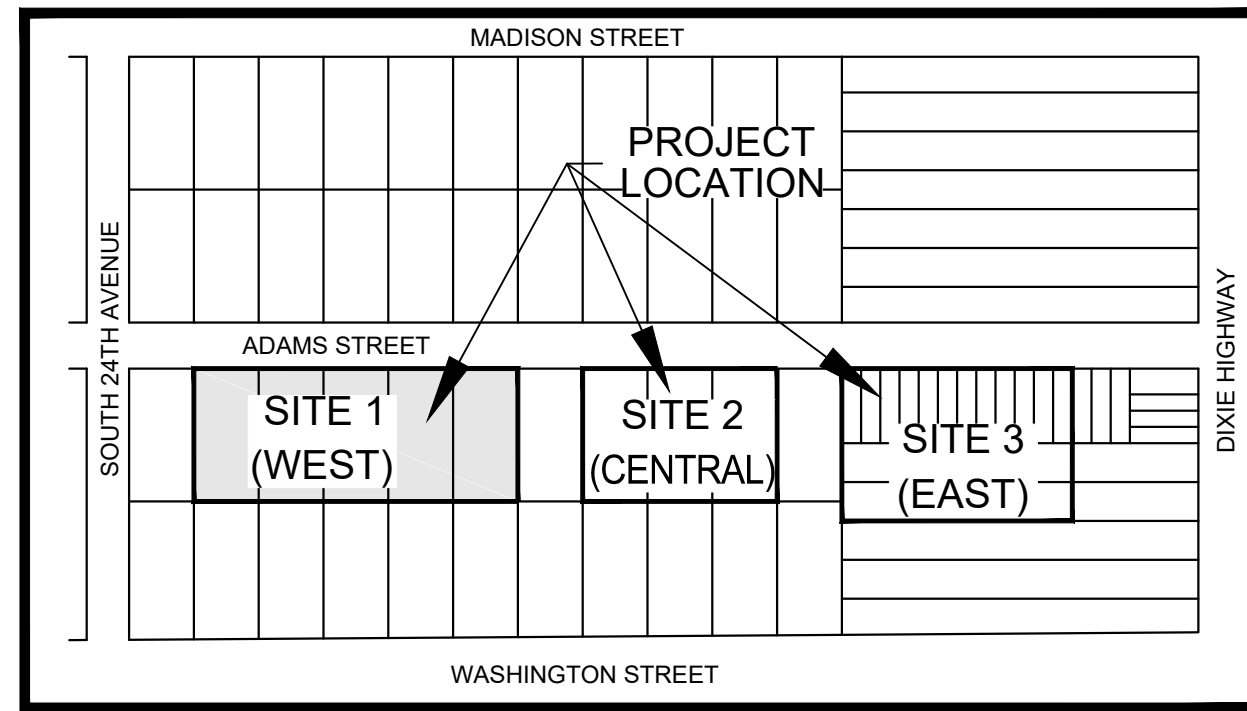 MADISON STREET
PROJECT
LOCATION
SOUTH 24TH AVENUE
ADAMS STREET
DIXIE HIGHWAY
SITE 1
(WEST)
SITE 2
(CENTRAL)
SITE 3
(EAST)
WASHINGTON STREET